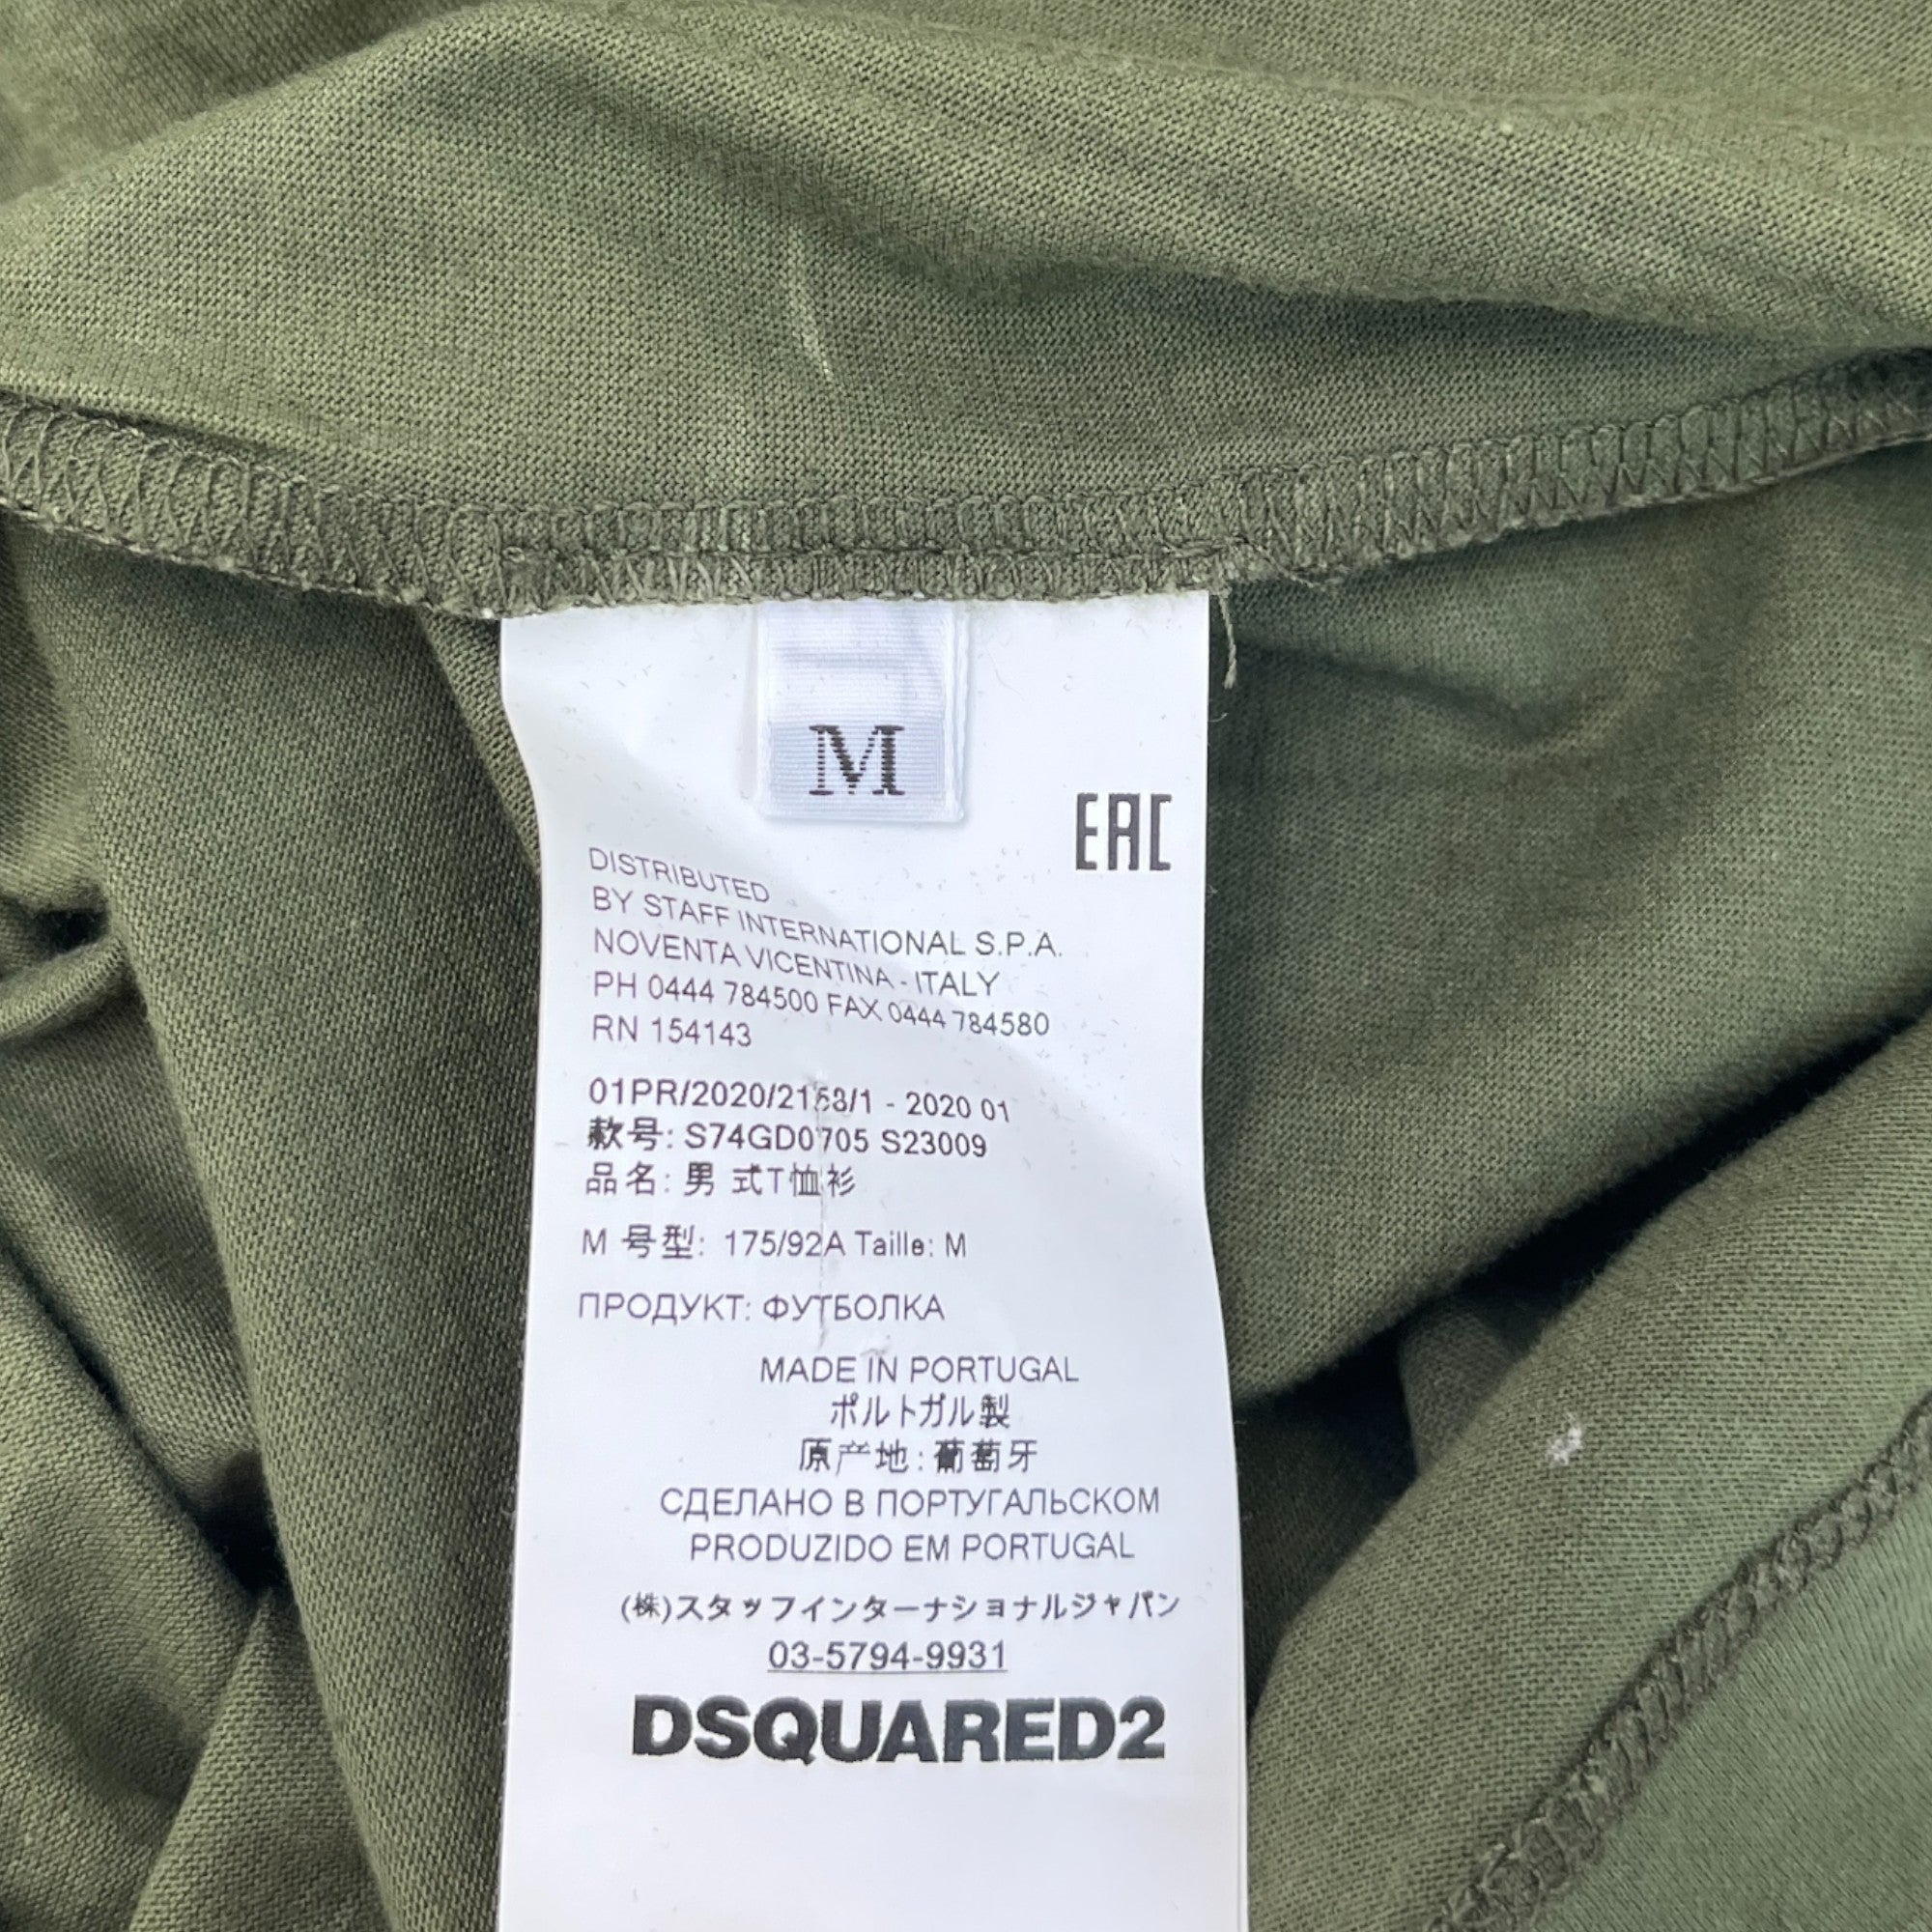 M
EAC
DISTRIBUTED
BY STAFF INTERNATIONAL S.P.A.
NOVENTA VICENTINA - ITALY
PH 0444 784500 FAX 0444 784580
RN 154143
01PR/2020/2158/1 - 2020 01
款号: S74GD0705 S23009
品名: 男 式T恤衫
M 号型: 175/92A Taille: M
ПРОДУКТ: ФУТБОЛКА
MADE IN PORTUGAL
ポルトガル製
原产地: 葡萄牙
СДЕЛАНО В ПОРТУГАЛЬСКОМ
PRODUZIDO EM PORTUGAL
(株)スタッフインターナショナルジャパン
03-5794-9931
DSQUARED2